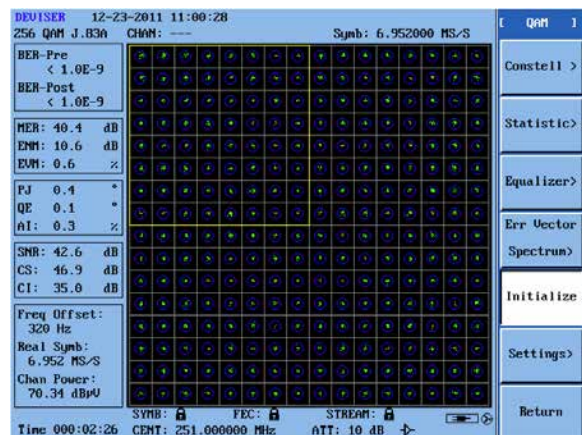 DEVISER 12-23-2011 11:00:28
[ QAM ]
256 QAM J.83A CHAN: --- Symb: 6.952000 MS/S
BER-Pre
< 1.0E-9
BER-Post
< 1.0E-9
MER: 40.4 dB
ENM: 10.6 dB
EVM: 0.6 %
PJ 0.4 °
QE 0.1 °
AI: 0.3 %
SNR: 42.6 dB
CS: 46.9 dB
CI: 35.0 dB
Freq Offset:
320 Hz
Real Symb:
6.952 MS/S
Chan Power:
70.34 dBµV
Time 000:02:26
SYMB: FEC: STREAM:
CENT: 251.000000 MHz ATT: 10 dB
Constell >
Statistic>
Equalizer>
Err Vector
Spectrum>
Initialize
Settings>
Return